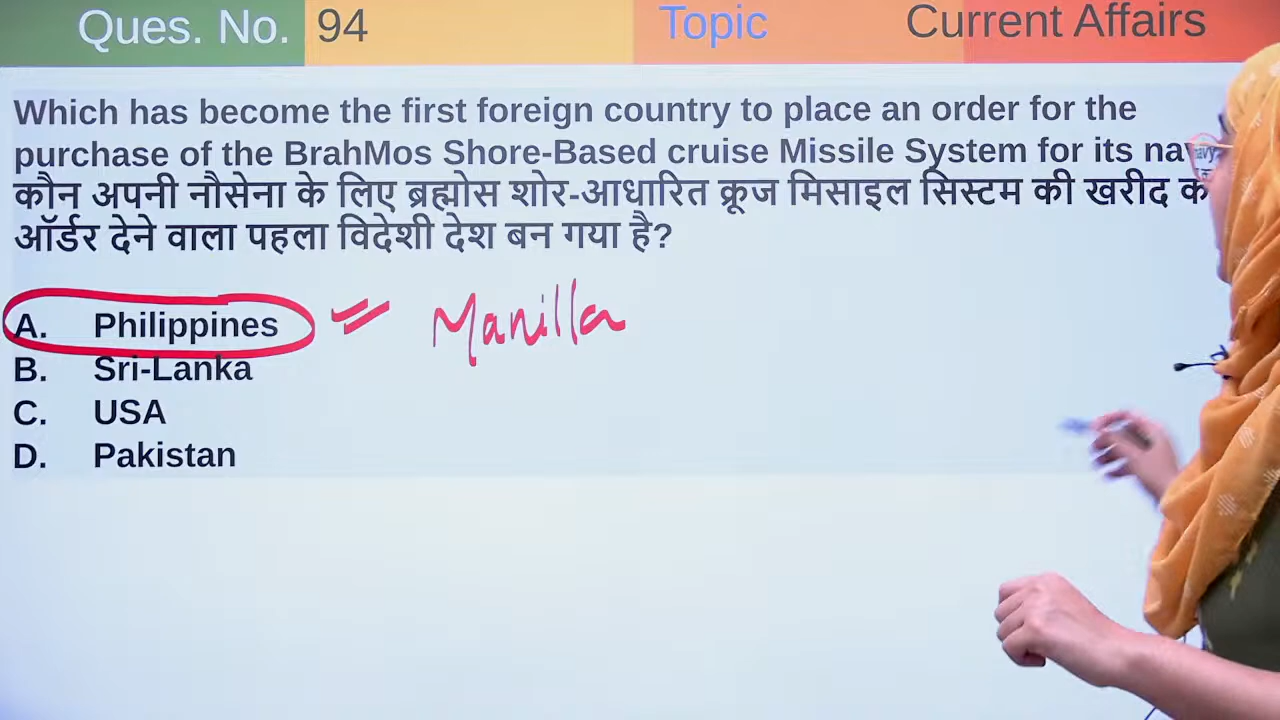 Ques. No. 94 Topic Current Affairs
Which has become the first foreign country to place an order for the
purchase of the BrahMos Shore-Based cruise Missile System for its navy
कौन अपनी नौसेना के लिए ब्रह्मोस शोर-आधारित क्रूज मिसाइल सिस्टम की खरीद
ऑर्डर देने वाला पहला विदेशी देश बन गया है?
A. Philippines Manilla
B. Sri-Lanka
C. USA
D. Pakistan